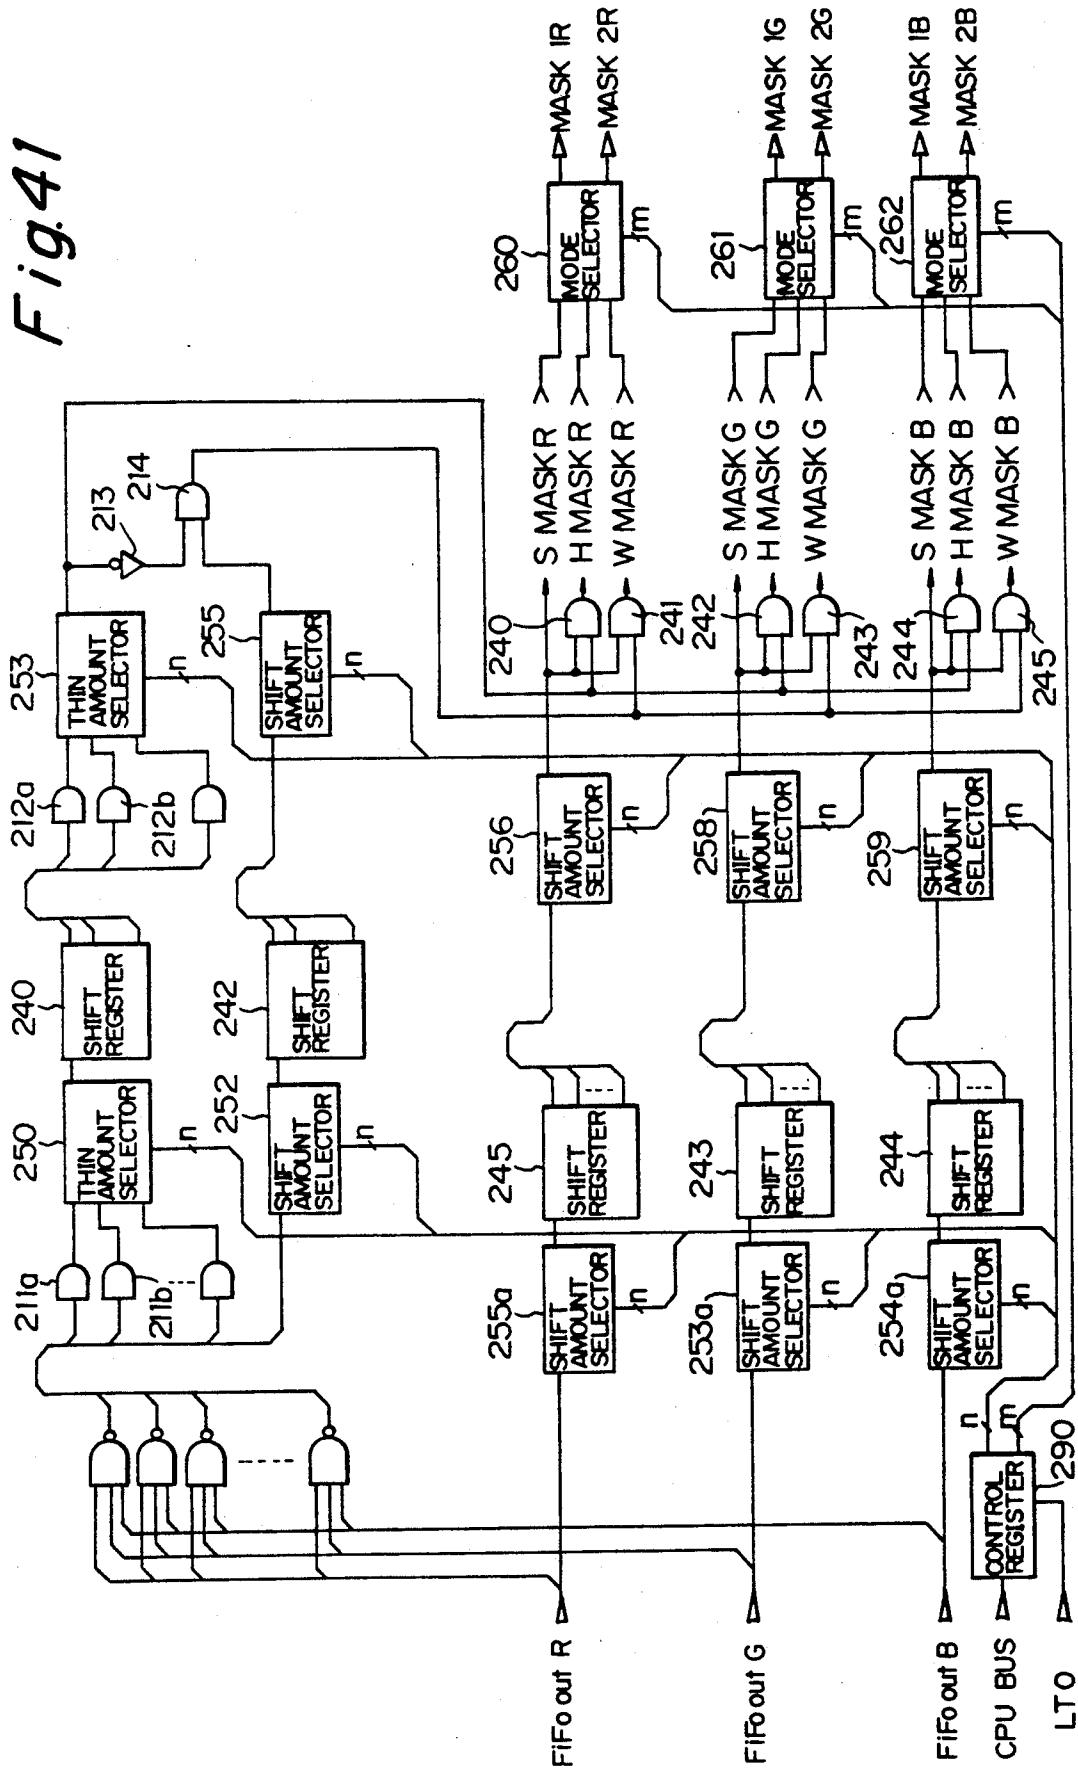 Fig.41
211a
211b
250
THIN
AMOUNT
SELECTOR
n
240
SHIFT
REGISTER
212a
212b
253
THIN
AMOUNT
SELECTOR
n
213
214
252
SHIFT
AMOUNT
SELECTOR
n
242
SHIFT
REGISTER
255
SHIFT
AMOUNT
SELECTOR
n
FiFo out R
255a
SHIFT
AMOUNT
SELECTOR
n
245
SHIFT
REGISTER
256
SHIFT
AMOUNT
SELECTOR
n
240
241
S MASK R
H MASK R
W MASK R
260
MODE
SELECTOR
m
MASK 1R
MASK 2R
FiFo out G
253a
SHIFT
AMOUNT
SELECTOR
n
243
SHIFT
REGISTER
258
SHIFT
AMOUNT
SELECTOR
n
242
243
S MASK G
H MASK G
W MASK G
261
MODE
SELECTOR
m
MASK 1G
MASK 2G
FiFo out B
254a
SHIFT
AMOUNT
SELECTOR
n
244
SHIFT
REGISTER
259
SHIFT
AMOUNT
SELECTOR
n
244
245
S MASK B
H MASK B
W MASK B
262
MODE
SELECTOR
m
MASK 1B
MASK 2B
CPU BUS
LT0
CONTROL
REGISTER
290
n
m